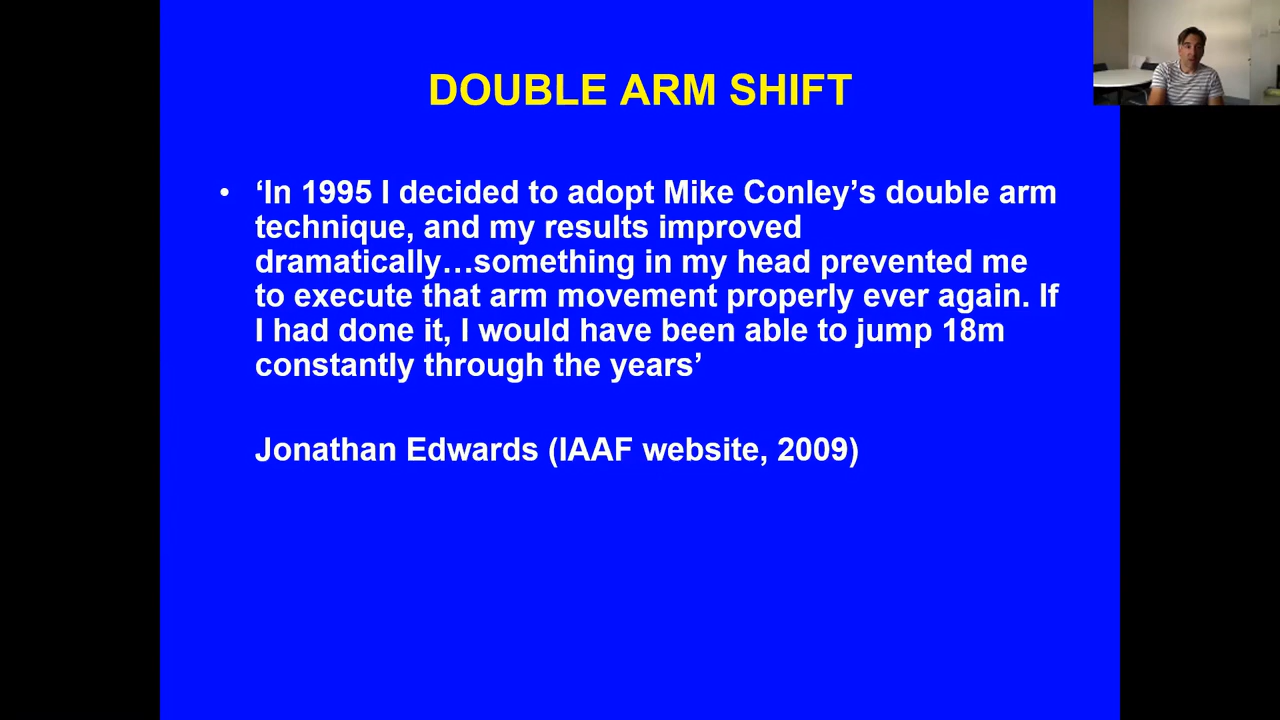 DOUBLE ARM SHIFT
• ‘In 1995 I decided to adopt Mike Conley’s double arm
technique, and my results improved
dramatically…something in my head prevented me
to execute that arm movement properly ever again. If
I had done it, I would have been able to jump 18m
constantly through the years’
Jonathan Edwards (IAAF website, 2009)